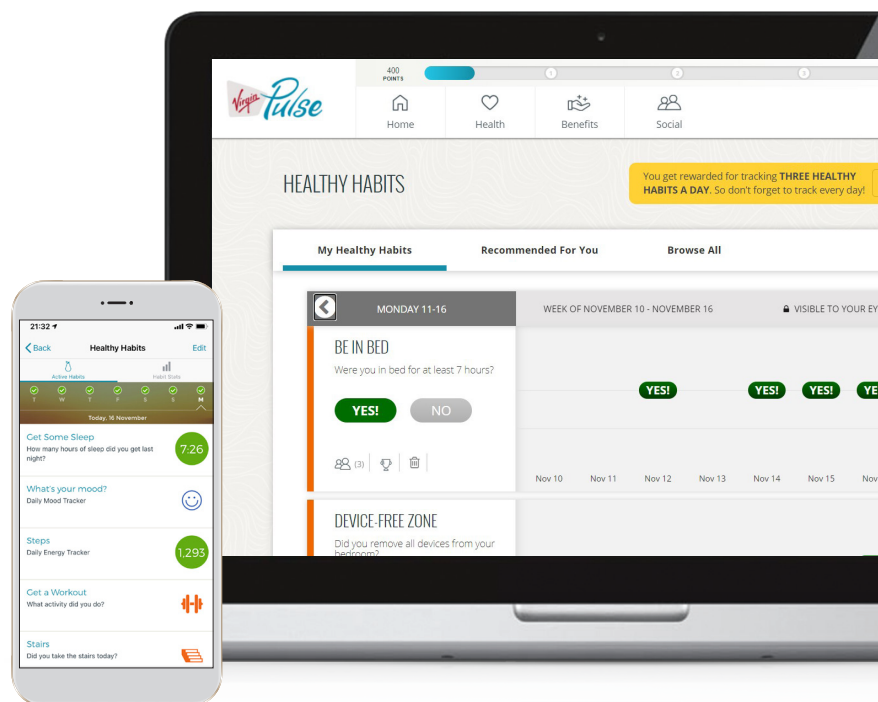 400
POINTS
1
2
3
Virgin Pulse
Home
Health
Benefits
Social
HEALTHY HABITS
You get rewarded for tracking THREE HEALTHY
HABITS A DAY. So don't forget to track every day!
My Healthy Habits
Recommended For You
Browse All
MONDAY 11-16
WEEK OF NOVEMBER 10 - NOVEMBER 16
VISIBLE TO YOUR EY
BE IN BED
Were you in bed for at least 7 hours?
YES!
NO
(3)
YES!
YES!
YES!
YE
Nov 10
Nov 11
Nov 12
Nov 13
Nov 14
Nov 15
Nov
DEVICE-FREE ZONE
Did you remove all devices from your
bedroom?
21:32
Back
Healthy Habits
Edit
Active Habits
Habit Stats
T W T F S S M
Today, 16 November
Get Some Sleep
How many hours of sleep did you get last
night?
7:26
What's your mood?
Daily Mood Tracker
Steps
Daily Energy Tracker
1,293
Get a Workout
What activity did you do?
Stairs
Did you take the stairs today?